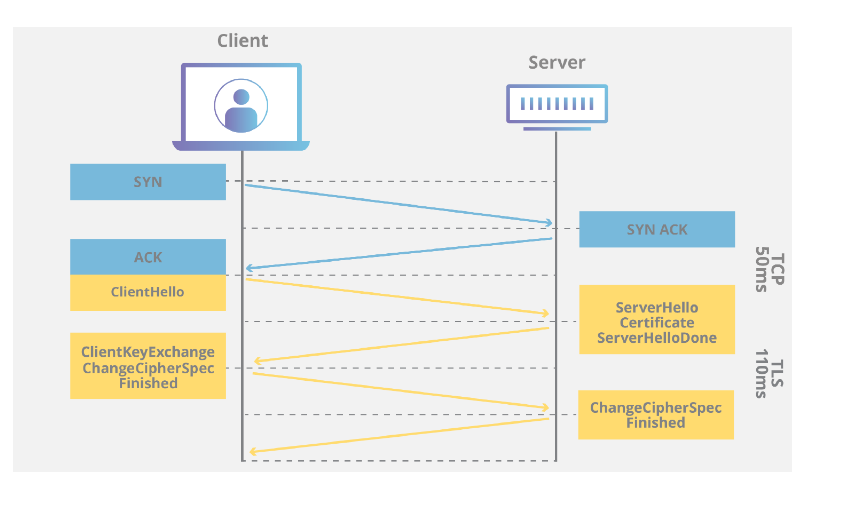 Client
Server
SYN
SYN ACK
ACK
ClientHello
ServerHello
Certificate
ServerHelloDone
ClientKeyExchange
ChangeCipherSpec
Finished
ChangeCipherSpec
Finished
TCP
50ms
TLS
110ms